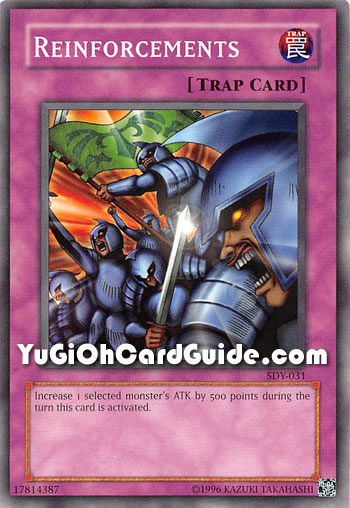 REINFORCEMENTS
TRAP
罠
[TRAP CARD]
YuGiOhCardGuide.com
SDY-031
Increase 1 selected monster's ATK by 500 points during the
turn this card is activated.
17814387
©1996 KAZUKI TAKAHASHI